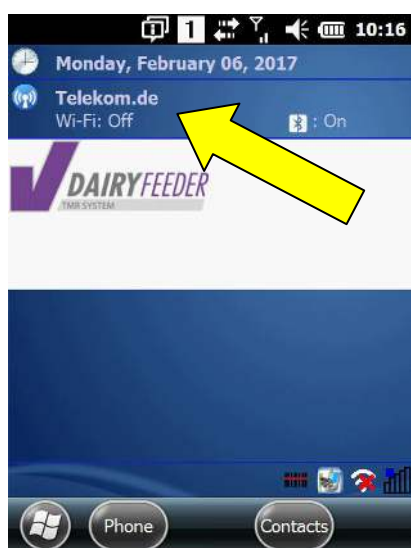 1 10:16
Monday, February 06, 2017
Telekom.de
Wi-Fi: Off : On
DAIRYFEEDER
TMR SYSTEM
Phone Contacts